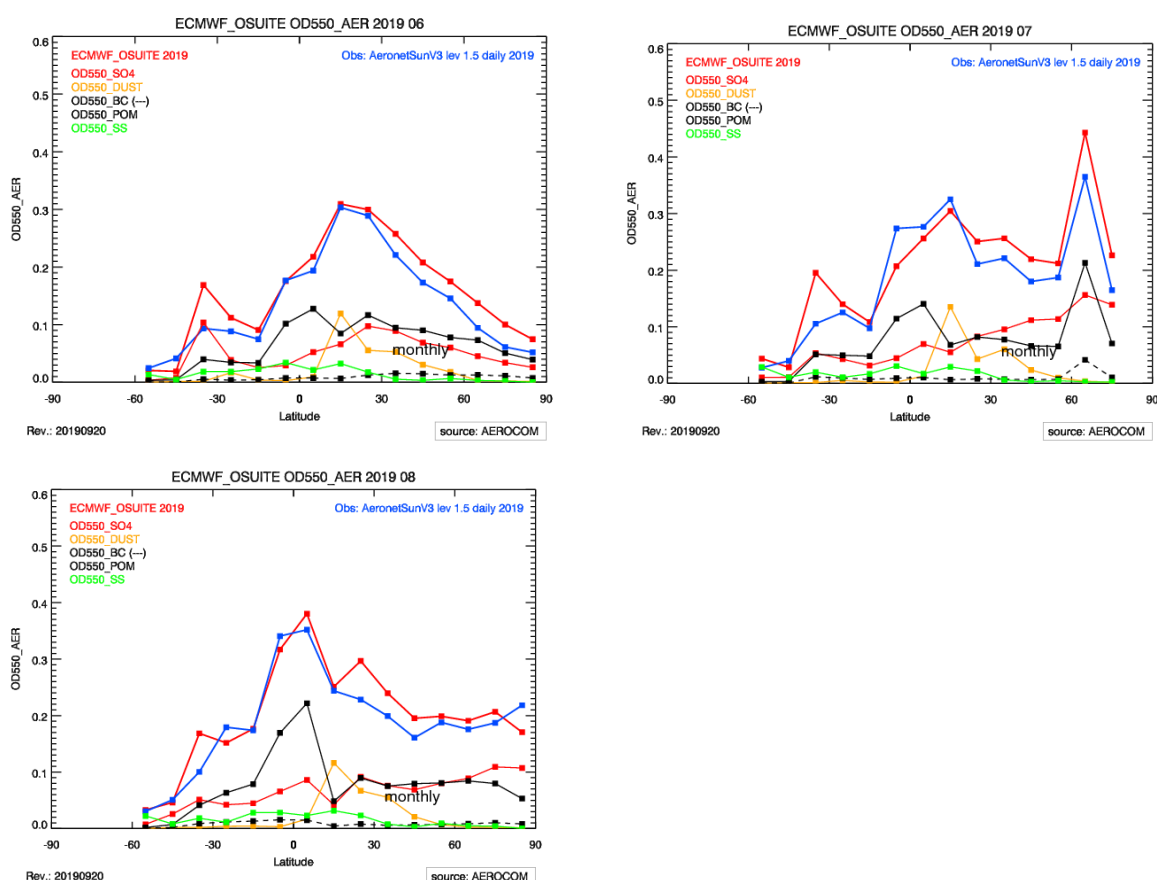 ECMWF_OSUITE OD550_AER 2019 06
0.6
0.5
0.4
0.3
0.2
0.1
0.0
OD550_AER
ECMWF_OSUITE 2019
Obs: AeronetSunV3 lev 1.5 daily 2019
OD550_SO4
OD550_DUST
OD550_BC (---)
OD550_POM
OD550_SS
monthly
-90 -60 -30 0 30 60 90
Latitude
Rev.: 20190920
source: AEROCOM
ECMWF_OSUITE OD550_AER 2019 07
0.6
0.5
0.4
0.3
0.2
0.1
0.0
OD550_AER
ECMWF_OSUITE 2019
Obs: AeronetSunV3 lev 1.5 daily 2019
OD550_SO4
OD550_DUST
OD550_BC (---)
OD550_POM
OD550_SS
monthly
-90 -60 -30 0 30 60 90
Latitude
Rev.: 20190920
source: AEROCOM
ECMWF_OSUITE OD550_AER 2019 08
0.6
0.5
0.4
0.3
0.2
0.1
0.0
OD550_AER
ECMWF_OSUITE 2019
Obs: AeronetSunV3 lev 1.5 daily 2019
OD550_SO4
OD550_DUST
OD550_BC (---)
OD550_POM
OD550_SS
monthly
-90 -60 -30 0 30 60 90
Latitude
Rev.: 20190920
source: AEROCOM